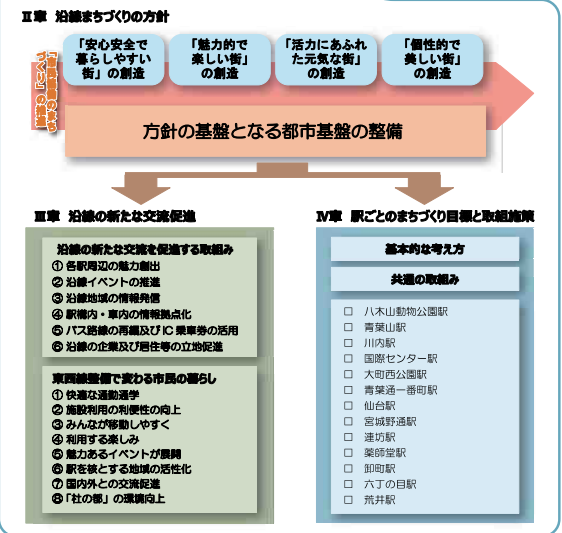 Ⅱ章 沿線まちづくりの方針
「安心安全で
暮らしやすい
街」の創造
「魅力的で
楽しい街」
の創造
「活力にあふれ
た元気な街」
の創造
「個性的で
美しい街」
の創造
方針の基盤となる都市基盤の整備
Ⅲ章 沿線の新たな交流促進
沿線の新たな交流を促進する取組み
① 各駅周辺の魅力創出
② 沿線イベントの推進
③ 沿線地域の情報発信
④ 駅構内・車内の情報拠点化
⑤ バス路線の再編及びIC乗車券の活用
⑥ 沿線の企業及び居住等の立地促進
東西線整備で変わる市民の暮らし
① 快適な通勤通学
② 施設利用の利便性の向上
③ みんなが移動しやすく
④ 利用する楽しみ
⑤ 魅力あるイベントが展開
⑥ 駅を核とする地域の活性化
⑦ 国内外との交流促進
⑧ 「杜の都」の環境向上
Ⅳ章 駅ごとのまちづくり目標と取組施策
基本的な考え方
共通の取組み
□ 八木山動物公園駅
□ 青葉山駅
□ 川内駅
□ 国際センター駅
□ 大町西公園駅
□ 青葉通一番町駅
□ 仙台駅
□ 宮城野通駅
□ 連坊駅
□ 薬師堂駅
□ 卸町駅
□ 六丁の目駅
□ 荒井駅